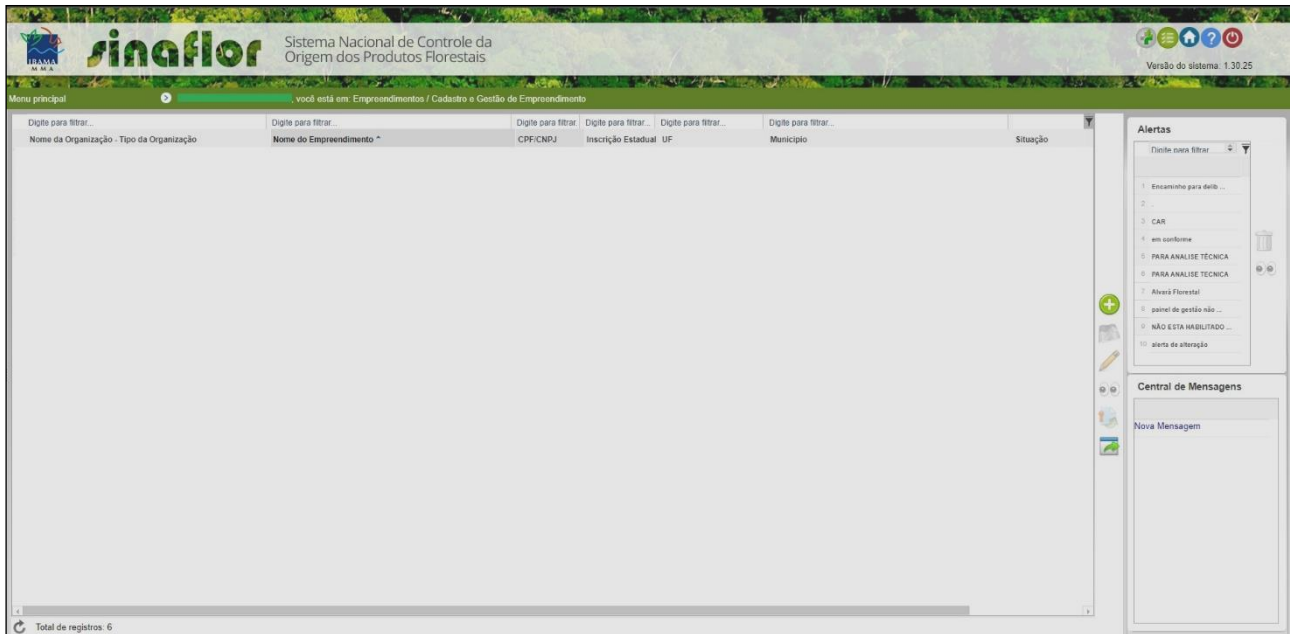 IBAMA
M M A
sinaflor
Sistema Nacional de Controle da
Origem dos Produtos Florestais
Versão do sistema: 1.30.25
Menu principal
, você está em: Empreendimentos / Cadastro e Gestão de Empreendimento
Digite para filtrar... Digite para filtrar... Digite para filtrar. Digite para filtrar... Digite para filtrar... Digite para filtrar...
Nome da Organização - Tipo da Organização Nome do Empreendimento CPF/CNPJ Inscrição Estadual UF Município Situação
Total de registros: 6
Alertas
Digite para filtrar
1 Encaminho para delib ...
2 .
3 CAR
4 em conforme
5 PARA ANALISE TÉCNICA
6 PARA ANALISE TECNICA
7 Alvará Florestal
8 painel de gestão não ...
9 NÃO ESTA HABILITADO ...
10 alerta de alteração
Central de Mensagens
Nova Mensagem